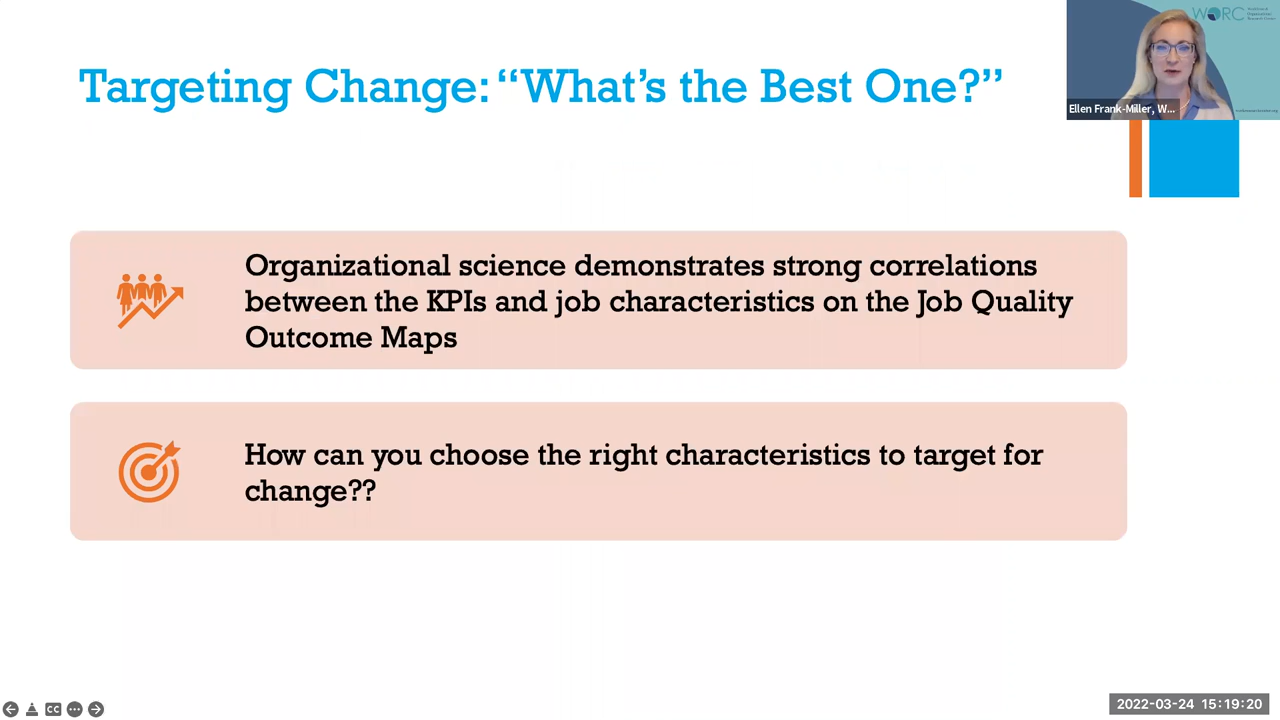 Targeting Change: “What’s the Best One?”
WORC
Ellen Frank-Miller, W...
Organizational science demonstrates strong correlations
between the KPIs and job characteristics on the Job Quality
Outcome Maps
How can you choose the right characteristics to target for
change??
CC
2022-03-24 15:19:20